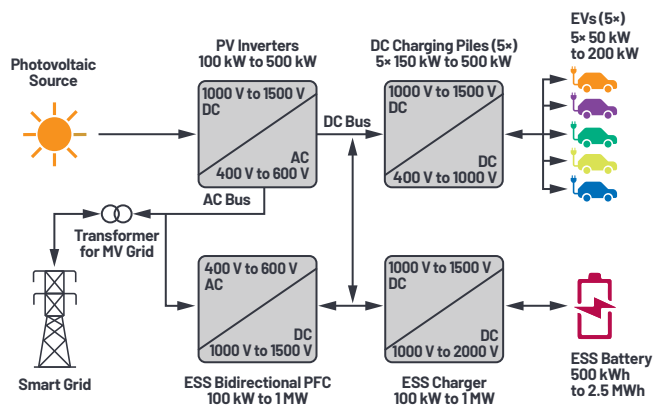 Photovoltaic
Source
PV Inverters
100 kW to 500 kW
1000 V to 1500 V
DC
AC
400 V to 600 V
DC Bus
AC Bus
DC Charging Piles (5×)
5× 150 kW to 500 kW
1000 V to 1500 V
DC
DC
400 V to 1000 V
EVs (5×)
5× 50 kW
to 200 kW
Transformer
for MV Grid
Smart Grid
400 V to 600 V
AC
DC
1000 V to 1500 V
ESS Bidirectional PFC
100 kW to 1 MW
1000 V to 1500 V
DC
DC
1000 V to 2000 V
ESS Charger
100 kW to 1 MW
ESS Battery
500 kWh
to 2.5 MWh